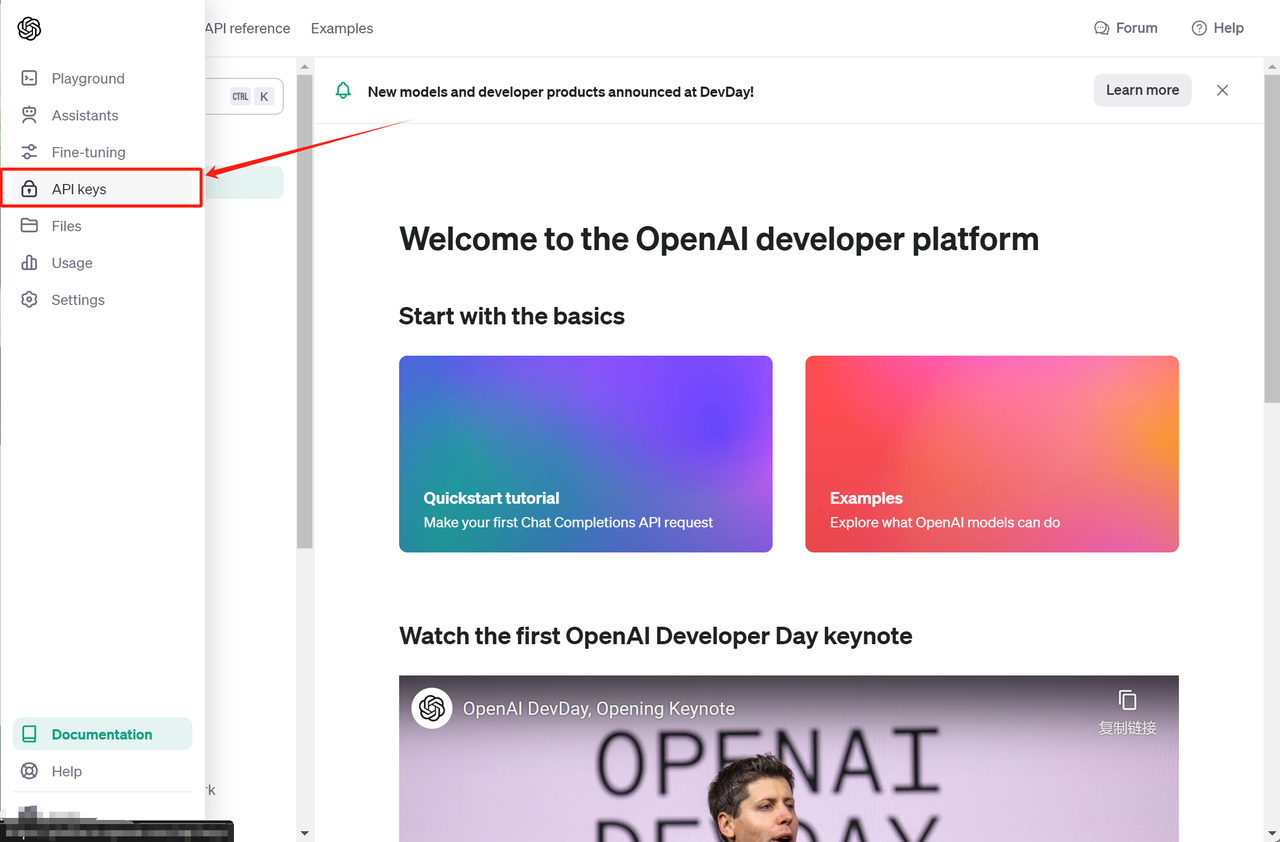 API reference
Examples
Forum
Help
Playground
Assistants
Fine-tuning
API keys
Files
Usage
Settings
CTRL K
New models and developer products announced at DevDay!
Learn more
Welcome to the OpenAI developer platform
Start with the basics
Quickstart tutorial
Make your first Chat Completions API request
Examples
Explore what OpenAI models can do
Watch the first OpenAI Developer Day keynote
OpenAI DevDay, Opening Keynote
复制链接
OPENAI
DEVDAY
Documentation
Help
rk